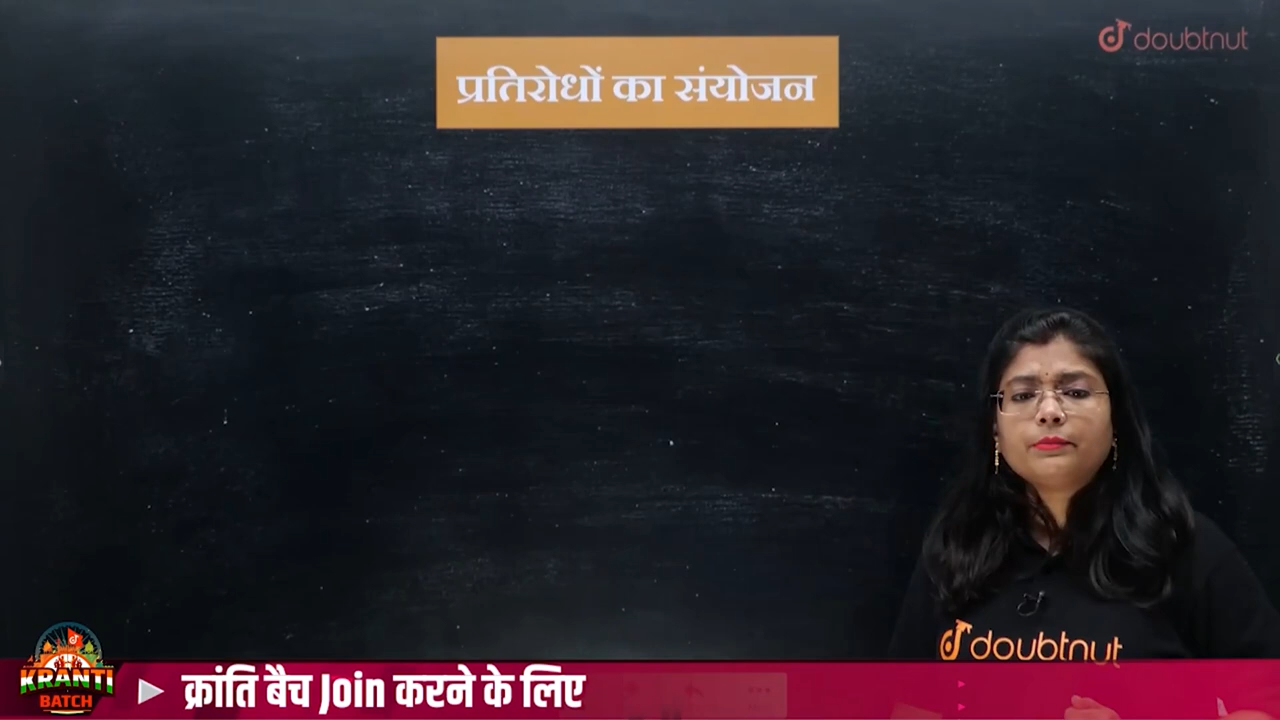 doubtnut
प्रतिरोधों का संयोजन
doubtnut
KRANTI
BATCH
क्रांति बैच Join करने के लिए